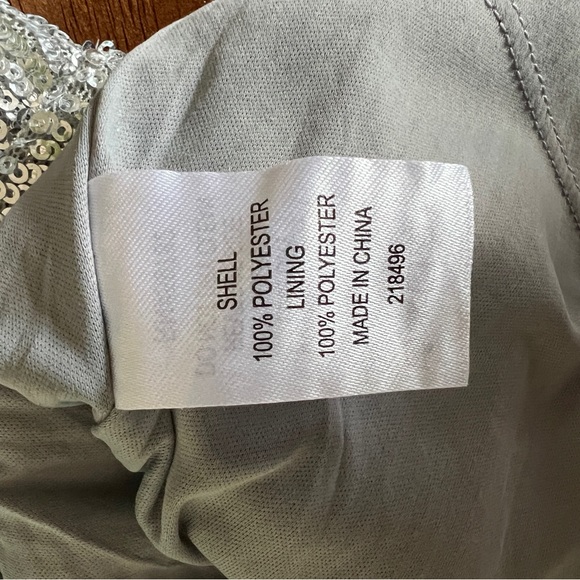 SHELL
100% POLYESTER
LINING
100% POLYESTER
MADE IN CHINA
218496